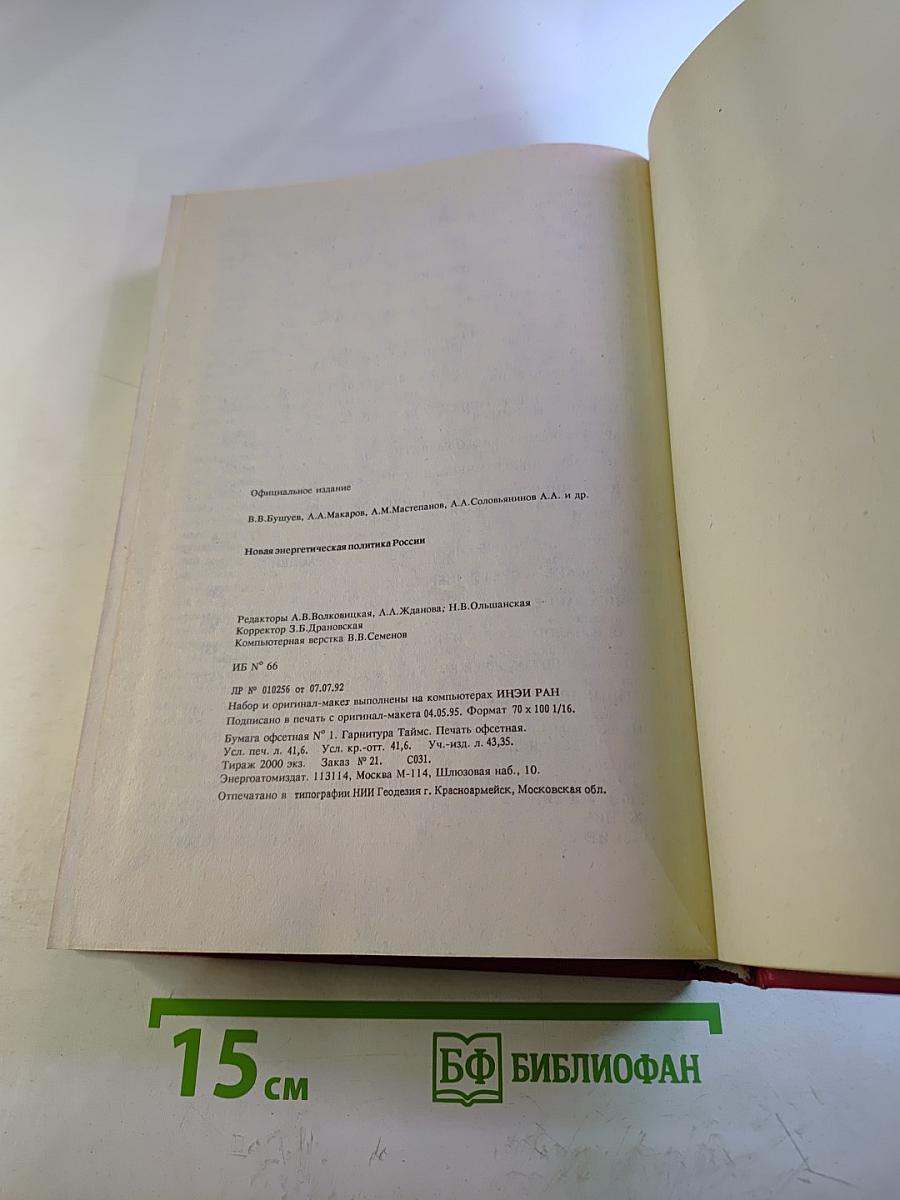 Официальное издание
В.В.Бушуев, А.А.Макаров, А.М.Мастепанов, А.А.Соловьянинов А.А. и др.
Новая энергетическая политика России
Редакторы А.В.Волковицкая, А.А.Жданова; Н.В.Ольшанская
Корректор З.Б.Драновская
Компьютерная верстка В.В.Семенов
ИБ N° 66
ЛР № 010256 от 07.07.92
Набор и оригинал-макет выполнены на компьютерах ИНЭИ РАН
Подписано в печать с оригинал-макета 04.05.95. Формат 70 x 100 1/16.
Бумага офсетная N° 1. Гарнитура Таймс. Печать офсетная.
Усл. печ. л. 41,6. Усл. кр.-отт. 41,6. Уч.-изд. л. 43,35.
Тираж 2000 экз. Заказ № 21. С031.
Энергоатомиздат. 113114, Москва М-114, Шлюзовая наб., 10.
Отпечатано в типографии НИИ Геодезия г. Красноармейск, Московская обл.
15 см БФ БИБЛИОФАН